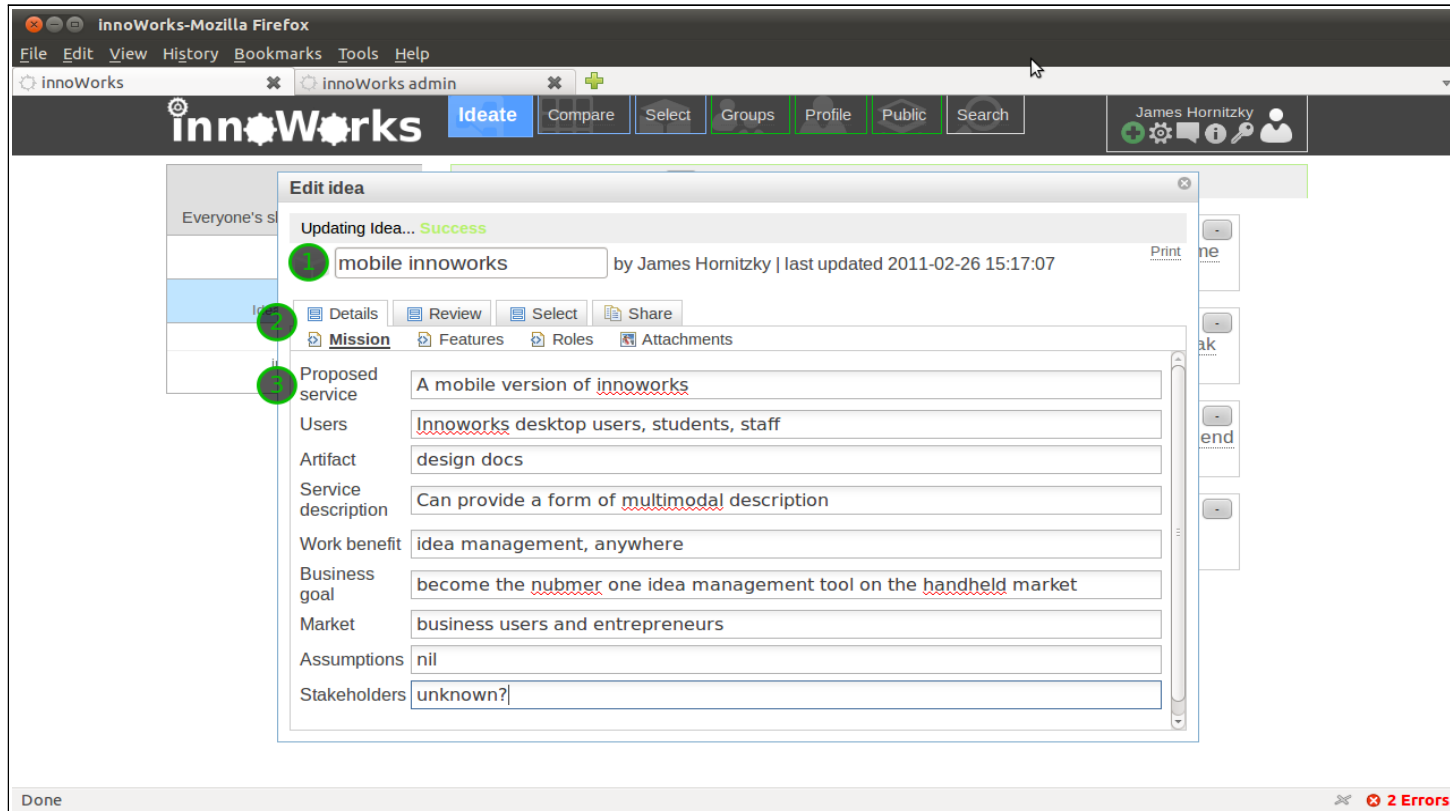 innoWorks-Mozilla Firefox
File Edit View History Bookmarks Tools Help
innoWorks innoWorks admin
innoWorks Ideate Compare Select Groups Profile Public Search James Hornitzky
Edit idea
Everyone's
Updating Idea... Success
1 mobile innoworks by James Hornitzky | last updated 2011-02-26 15:17:07 Print
2 Details Review Select Share
Mission Features Roles Attachments
3 Proposed service A mobile version of innoworks
Users Innoworks desktop users, students, staff
end
Artifact design docs
Service description Can provide a form of multimodal description
Work benefit idea management, anywhere
Business goal become the nubmer one idea management tool on the handheld market
Market business users and entrepreneurs
Assumptions nil
Stakeholders unknown?
Done 2 Errors